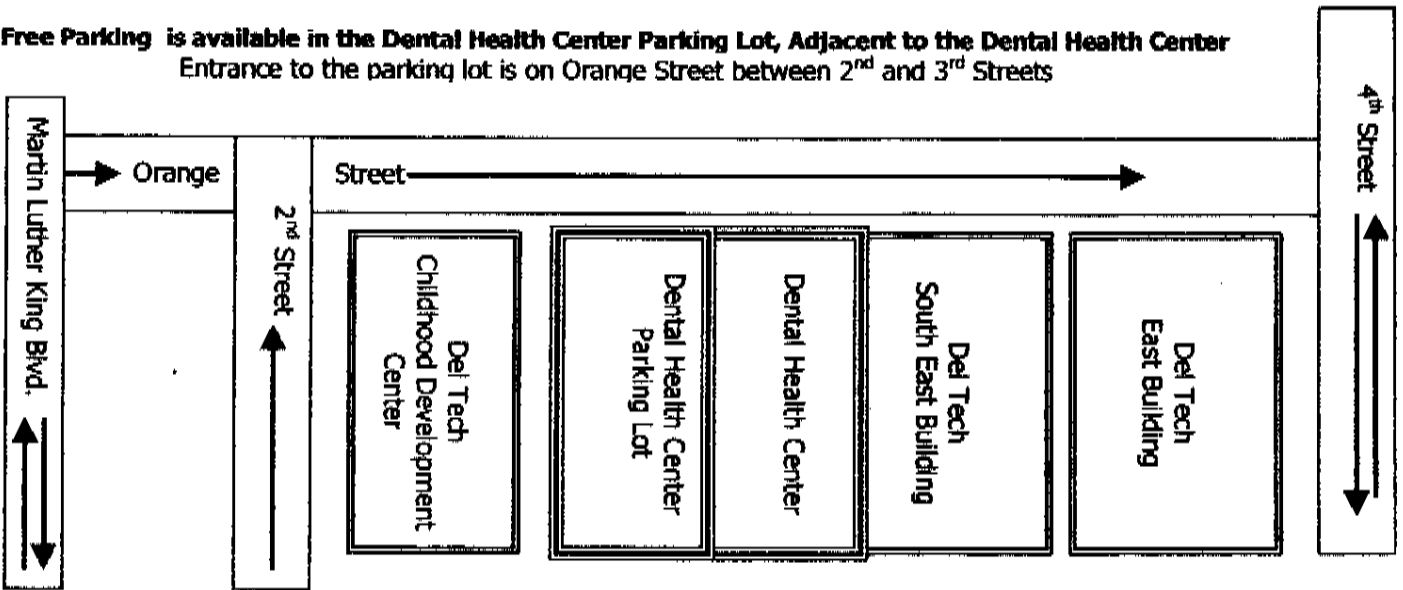 Free Parking is available in the Dental Health Center Parking Lot, Adjacent to the Dental Health Center
Entrance to the parking lot is on Orange Street between 2nd and 3rd Streets
Martin Luther King Blvd.
Orange
2nd Street
Street
Del Tech
Childhood Development
Center
Dental Health Center
Parking Lot
Dental Health Center
Del Tech
South East Building
Del Tech
East Building
4th Street